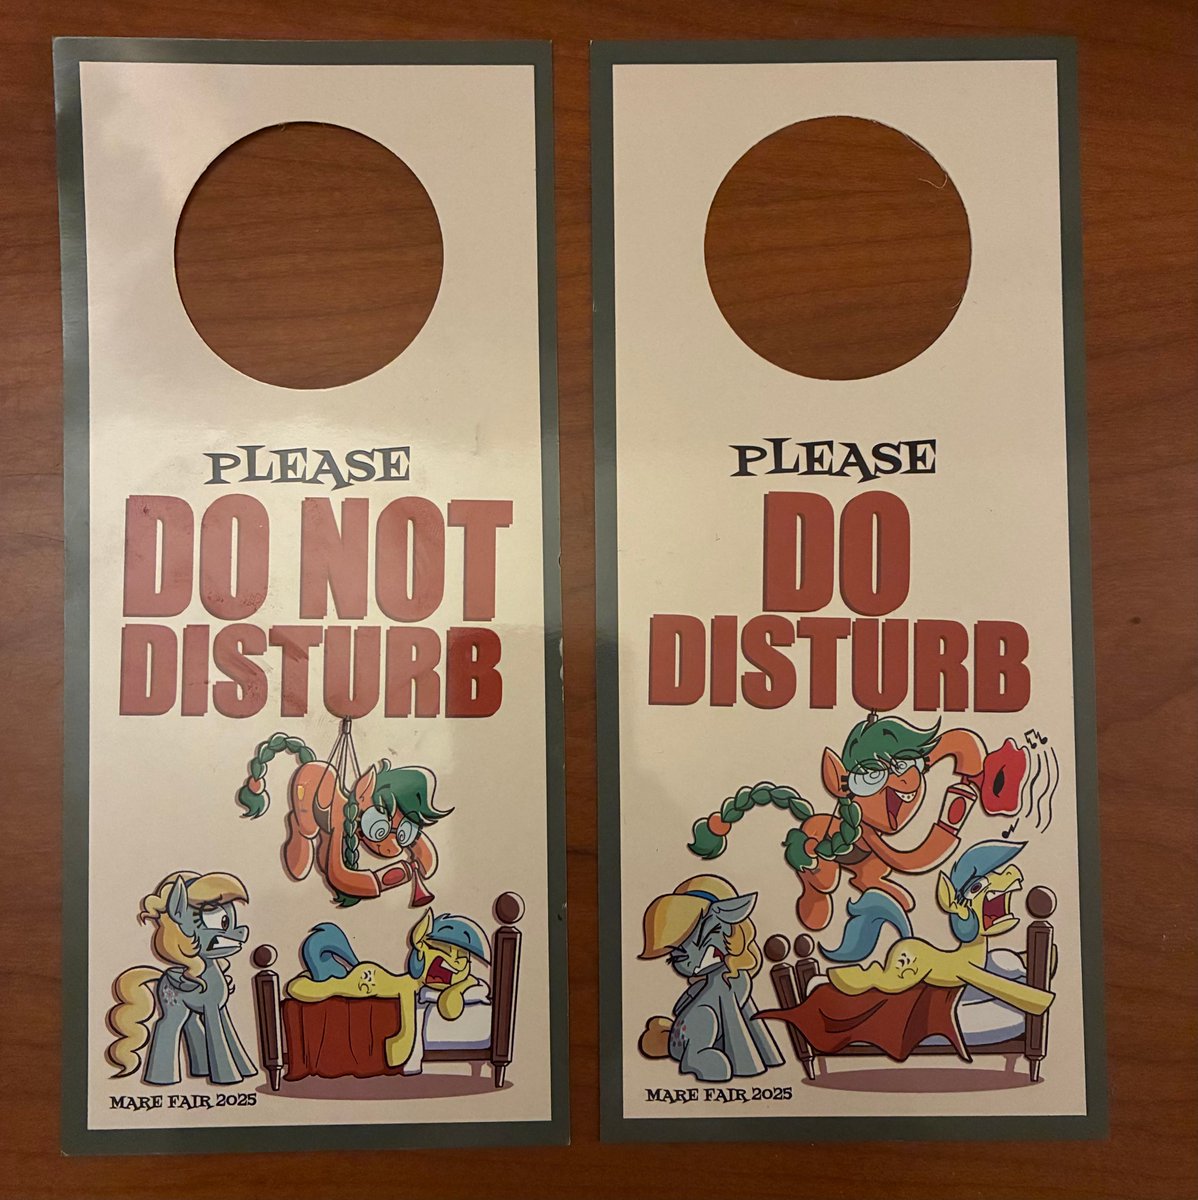 PLEASE
DO NOT
DISTURB
MARE FAIR 2025
PLEASE
DO
DISTURB
MARE FAIR 2025